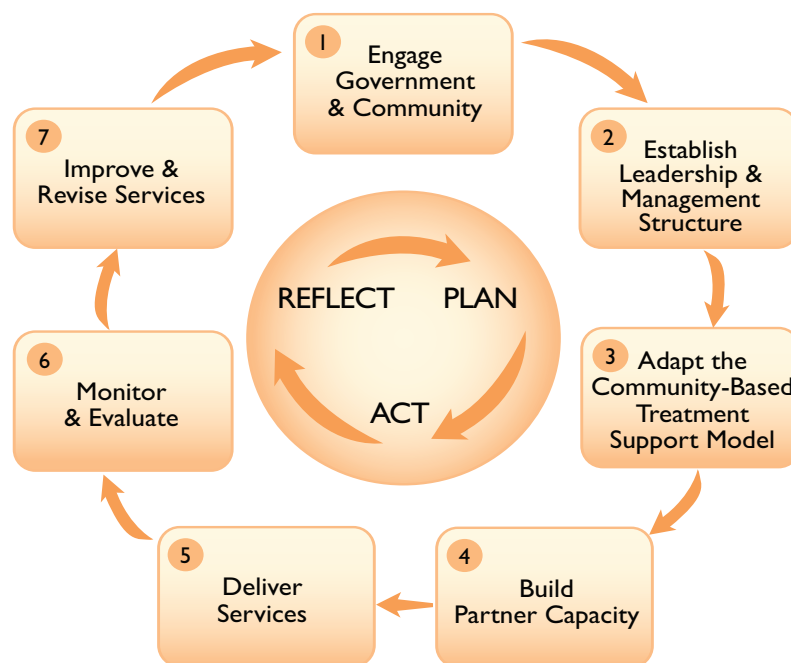 1
Engage
Government
& Community
2
Establish
Leadership &
Management
Structure
3
Adapt the
Community-Based
Treatment
Support Model
4
Build
Partner Capacity
5
Deliver
Services
6
Monitor
& Evaluate
7
Improve &
Revise Services
REFLECT
PLAN
ACT